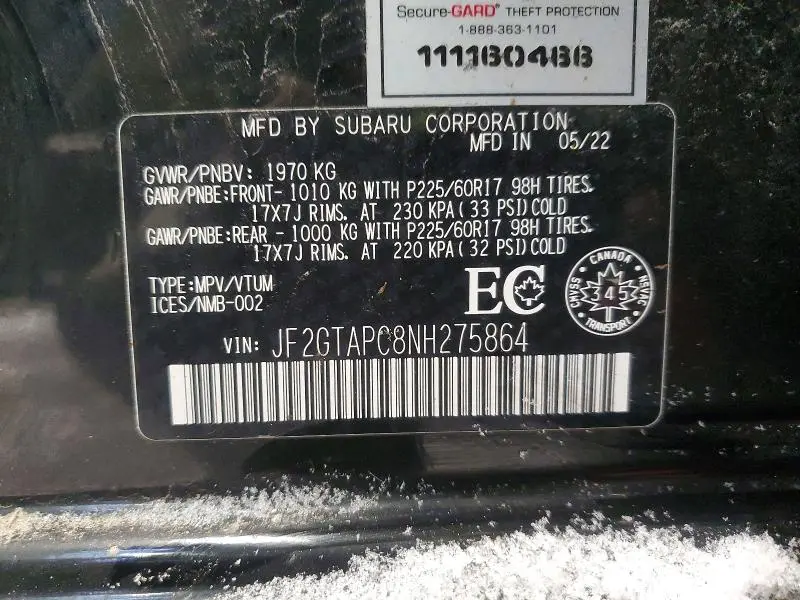 Secure-GARD® THEFT PROTECTION
1-888-363-1101
111160466
MFD BY SUBARU CORPORATION
MFD IN 05/22
GVWR/PNBV: 1970 KG
GAWR/PNBE:FRONT- 1010 KG WITH P225/60R17 98H TIRES.
17X7J RIMS. AT 230 KPA(33 PSI)COLD
GAWR/PNBE:REAR - 1000 KG WITH P225/60R17 98H TIRES.
17X7J RIMS. AT 220 KPA(32 PSI)COLD
TYPE:MPV/VTUM
ICES/NMB-002
EC
CANADA
CMVSS
NSVAC
TRANSPORT
VIN: JF2GTAPC8NH275864